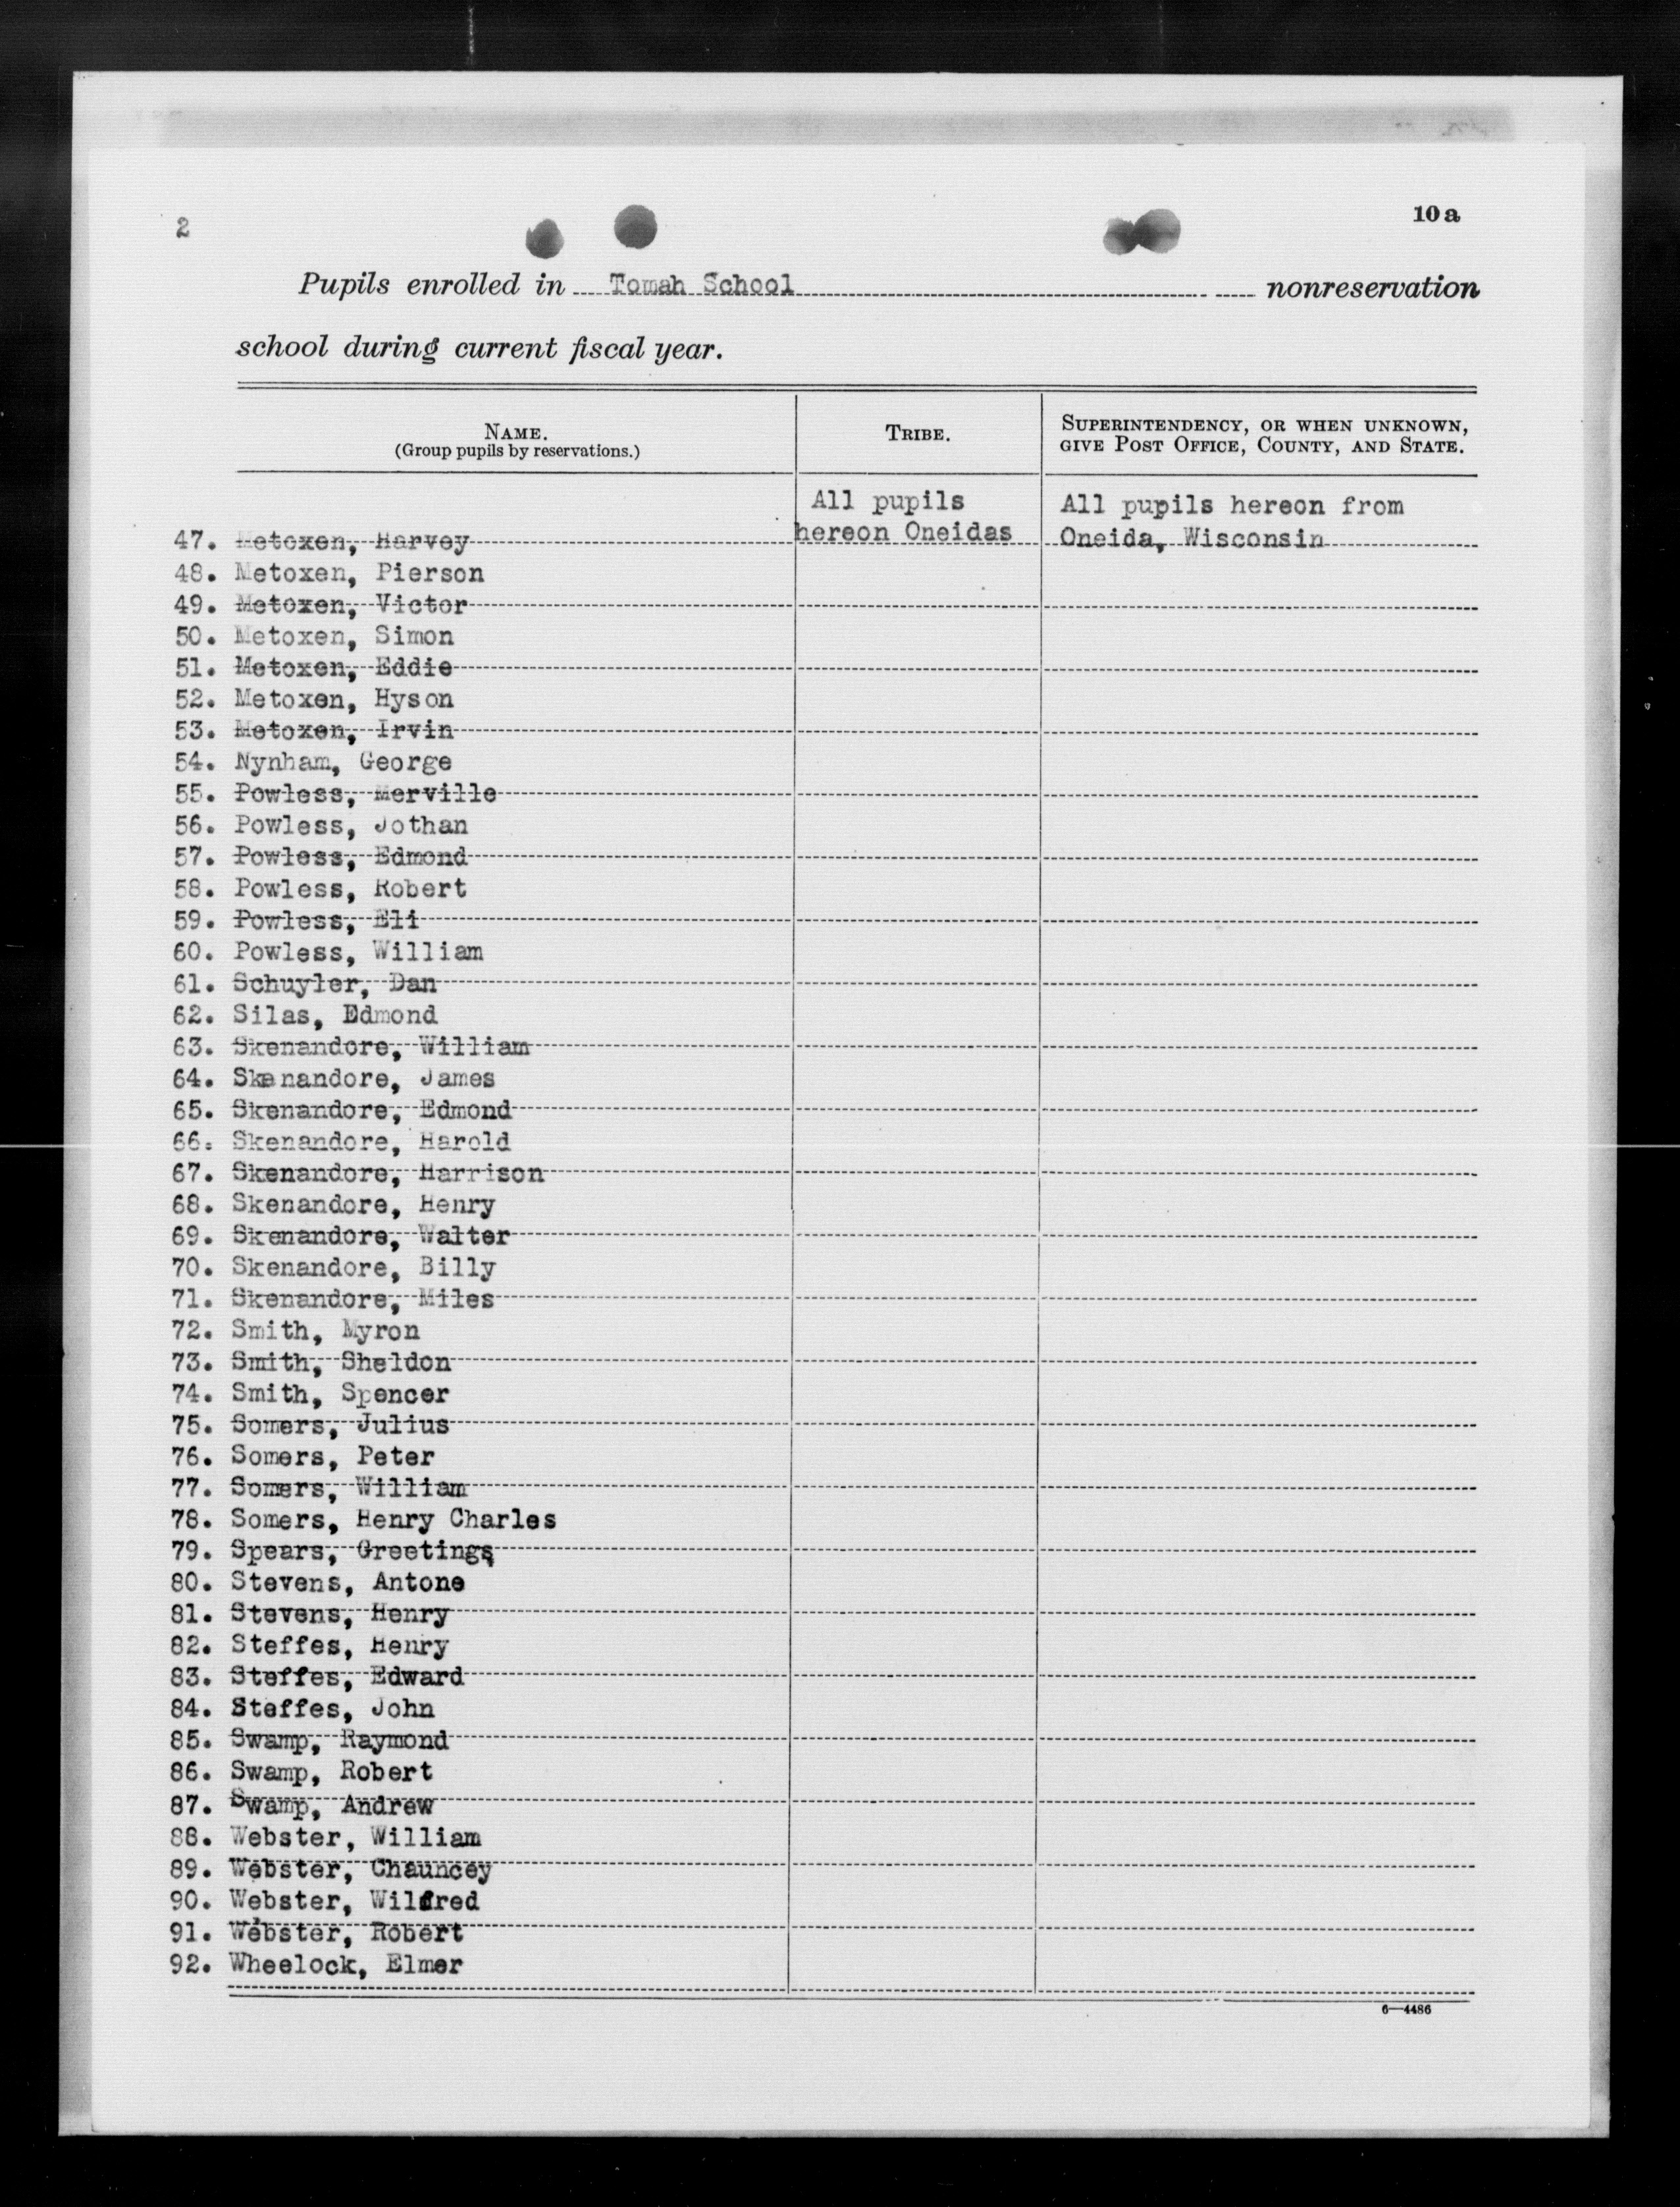 2
10 a
Pupils enrolled in Tomah School nonreservation
school during current fiscal year.
NAME.
(Group pupils by reservations.)
TRIBE.
SUPERINTENDENCY, OR WHEN UNKNOWN,
GIVE POST OFFICE, COUNTY, AND STATE.
All pupils
hereon Oneidas
All pupils hereon from
Oneida, Wisconsin
47. Metoxen, Harvey
48. Metoxen, Pierson
49. Metoxen, Victor
50. Metoxen, Simon
51. Metoxen, Eddie
52. Metoxen, Hyson
53. Metoxen, Irvin
54. Nynham, George
55. Powless, Merville
56. Powless, Jothan
57. Powless, Edmond
58. Powless, Robert
59. Powless, Eli
60. Powless, William
61. Schuyler, Dan
62. Silas, Edmond
63. Skenandore, William
64. Skenandore, James
65. Skenandore, Edmond
66. Skenandore, Harold
67. Skenandore, Harrison
68. Skenandore, Henry
69. Skenandore, Walter
70. Skenandore, Billy
71. Skenandore, Miles
72. Smith, Myron
73. Smith, Sheldon
74. Smith, Spencer
75. Somers, Julius
76. Somers, Peter
77. Somers, William
78. Somers, Henry Charles
79. Spears, Greetings
80. Stevens, Antone
81. Stevens, Henry
82. Steffes, Henry
83. Steffes, Edward
84. Steffes, John
85. Swamp, Raymond
86. Swamp, Robert
87. Swamp, Andrew
88. Webster, William
89. Webster, Chauncey
90. Webster, Wilfred
91. Webster, Robert
92. Wheelock, Elmer
6—4486